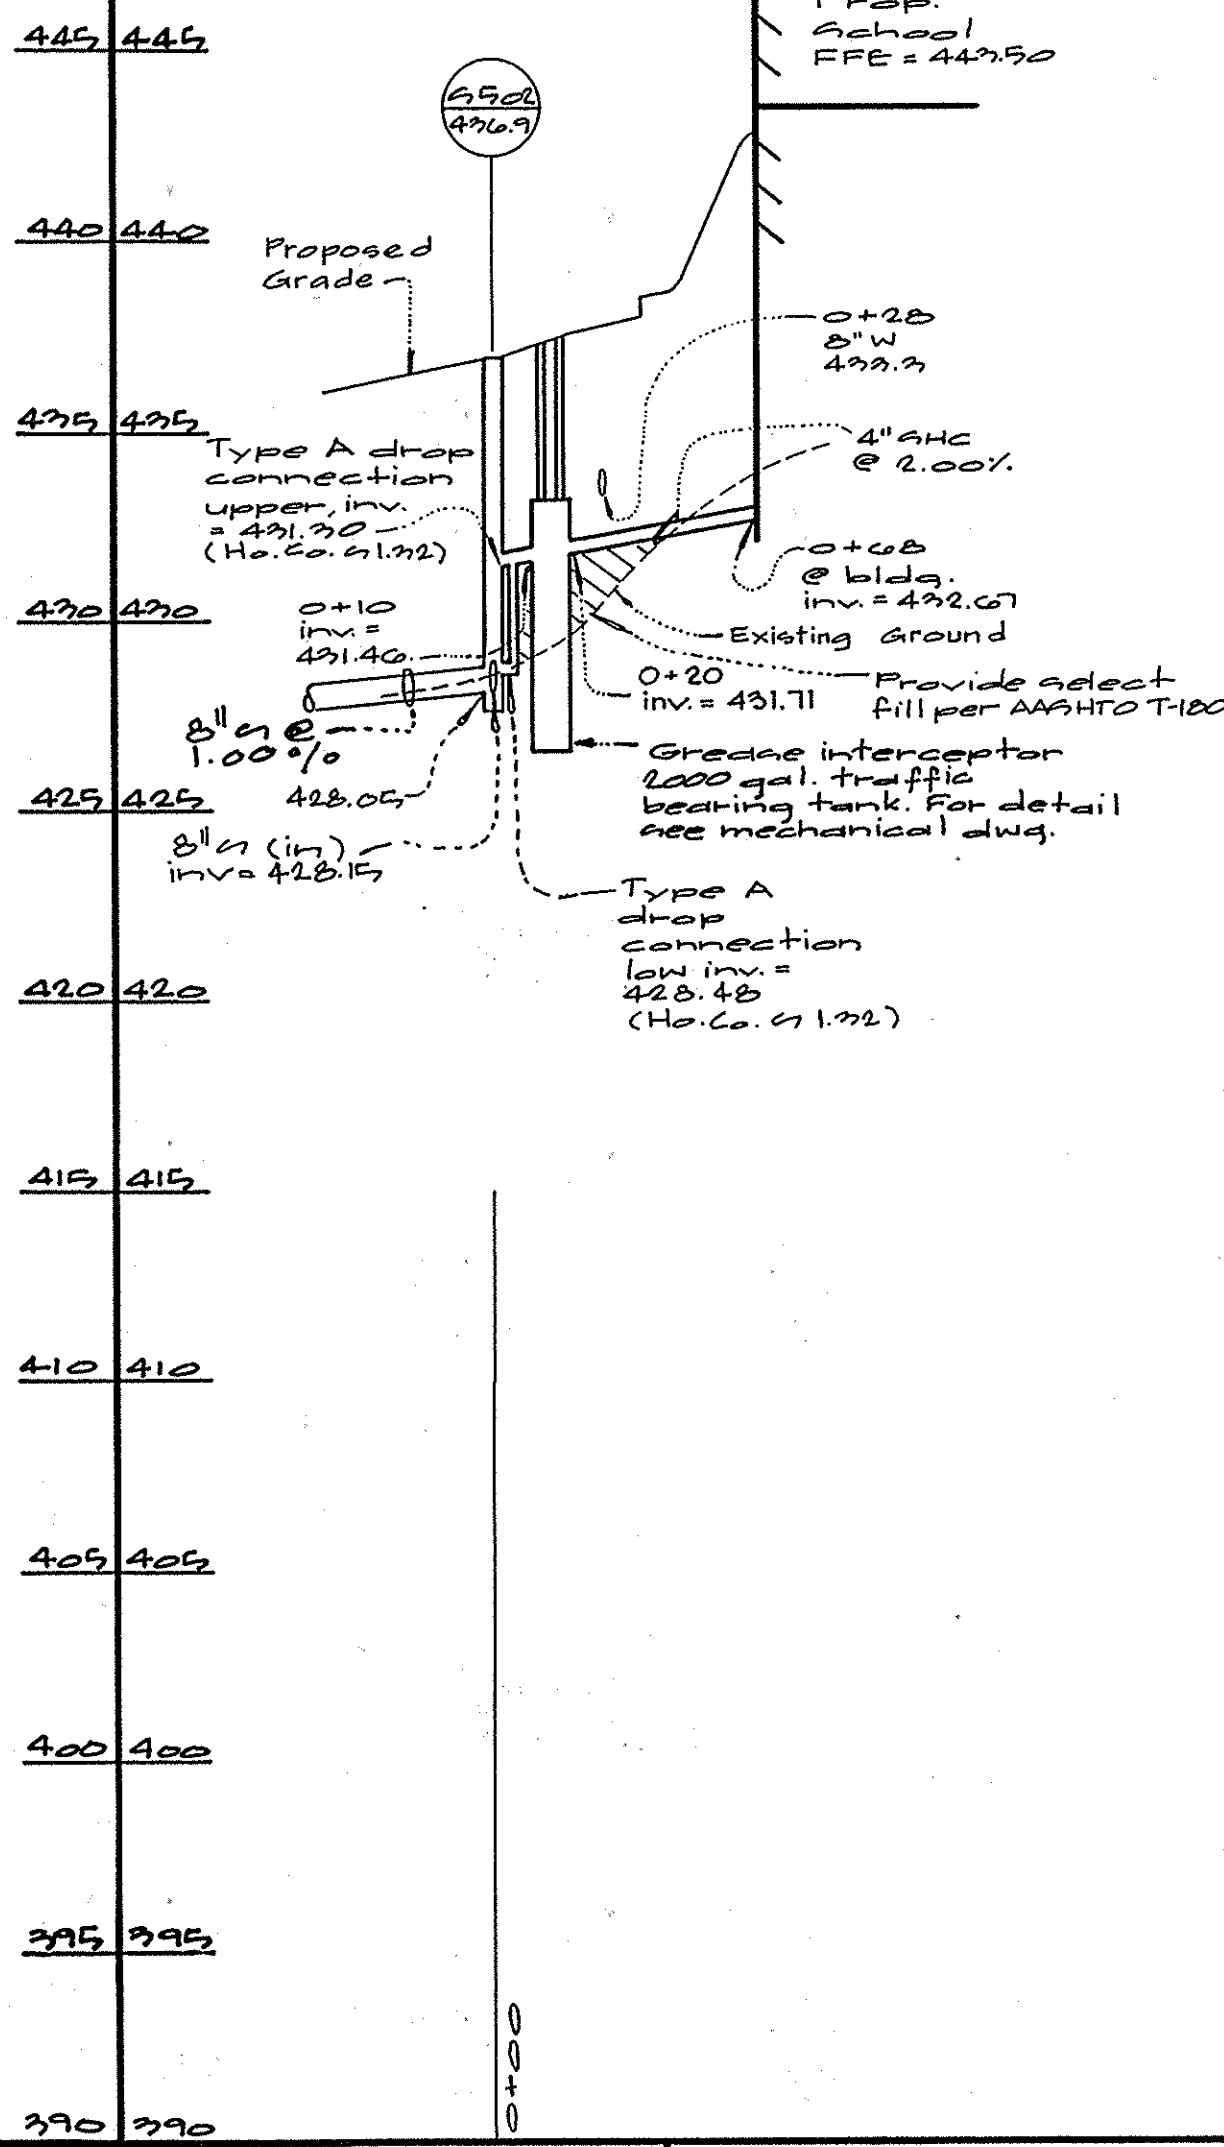 445 445
Prop.
School
FFE = 443.50
S502
436.9
440 440
Proposed
Grade
0+28
8" W
433.3
435 435
Type A drop
connection
upper, inv.
= 431.30
(Ho.Co. S 1.32)
4" SHC
@ 2.00%
0+68
@ bldg.
inv. = 432.67
430 430
0+10
inv. =
431.46
Existing Ground
0+20
inv. = 431.71
Provide select
fill per AASHTO T-180
8" S @
1.00%
Grease interceptor
2000 gal. traffic
bearing tank. For detail
see mechanical dwg.
425 425
428.05
8" S (in)
inv = 428.15
Type A
drop
connection
low inv. =
428.48
(Ho.Co. S 1.32)
420 420
415 415
410 410
405 405
400 400
395 395
0+00
390 390